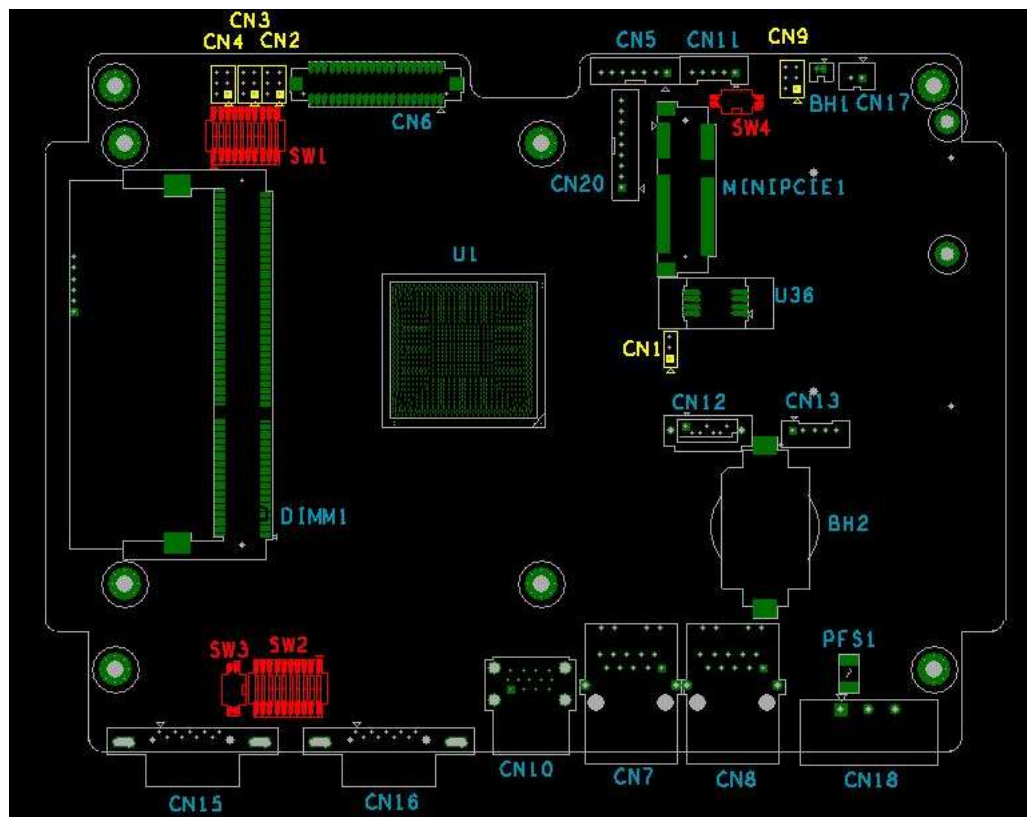 CN3
CN4 CN2
CN5 CN11 CN9
CN6
SW4
BH1 CN17
SW1
CN20
MINIPCIE1
U1
U36
CN1
CN12 CN13
DIMM1
BH2
SW3 SW2
PFS1
CN10 CN7 CN8 CN18
CN15 CN16